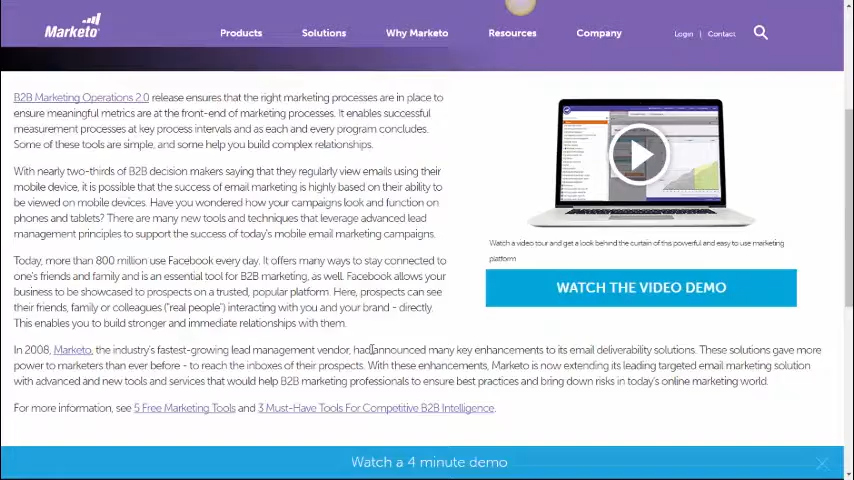 Marketo
Products Solutions Why Marketo Resources Company Login | Contact
B2B Marketing Operations 2.0 release ensures that the right marketing processes are in place to
ensure meaningful metrics are at the front-end of marketing processes. It enables successful
measurement processes at key process intervals and as each and every program concludes.
Some of these tools are simple, and some help you build complex relationships.
With nearly two-thirds of B2B decision makers saying that they regularly view emails using their
mobile device, it is possible that the success of email marketing is highly based on their ability to
be viewed on mobile devices. Have you wondered how your campaigns look and function on
phones and tablets? There are many new tools and techniques that leverage advanced lead
management principles to support the success of today's mobile email marketing campaigns.
Today, more than 800 million use Facebook every day. It offers many ways to stay connected to
one's friends and family and is an essential tool for B2B marketing, as well. Facebook allows your
business to be showcased to prospects on a trusted, popular platform. Here, prospects can see
their friends, family or colleagues ("real people") interacting with you and your brand - directly.
This enables you to build stronger and immediate relationships with them.
Watch a video tour and get a look behind the curtain of this powerful and easy to use marketing
platform
WATCH THE VIDEO DEMO
In 2008, Marketo, the industry's fastest-growing lead management vendor, had announced many key enhancements to its email deliverability solutions. These solutions gave more
power to marketers than ever before - to reach the inboxes of their prospects. With these enhancements, Marketo is now extending its leading targeted email marketing solution
with advanced and new tools and services that would help B2B marketing professionals to ensure best practices and bring down risks in today's online marketing world.
For more information, see 5 Free Marketing Tools and 3 Must-Have Tools For Competitive B2B Intelligence.
Watch a 4 minute demo